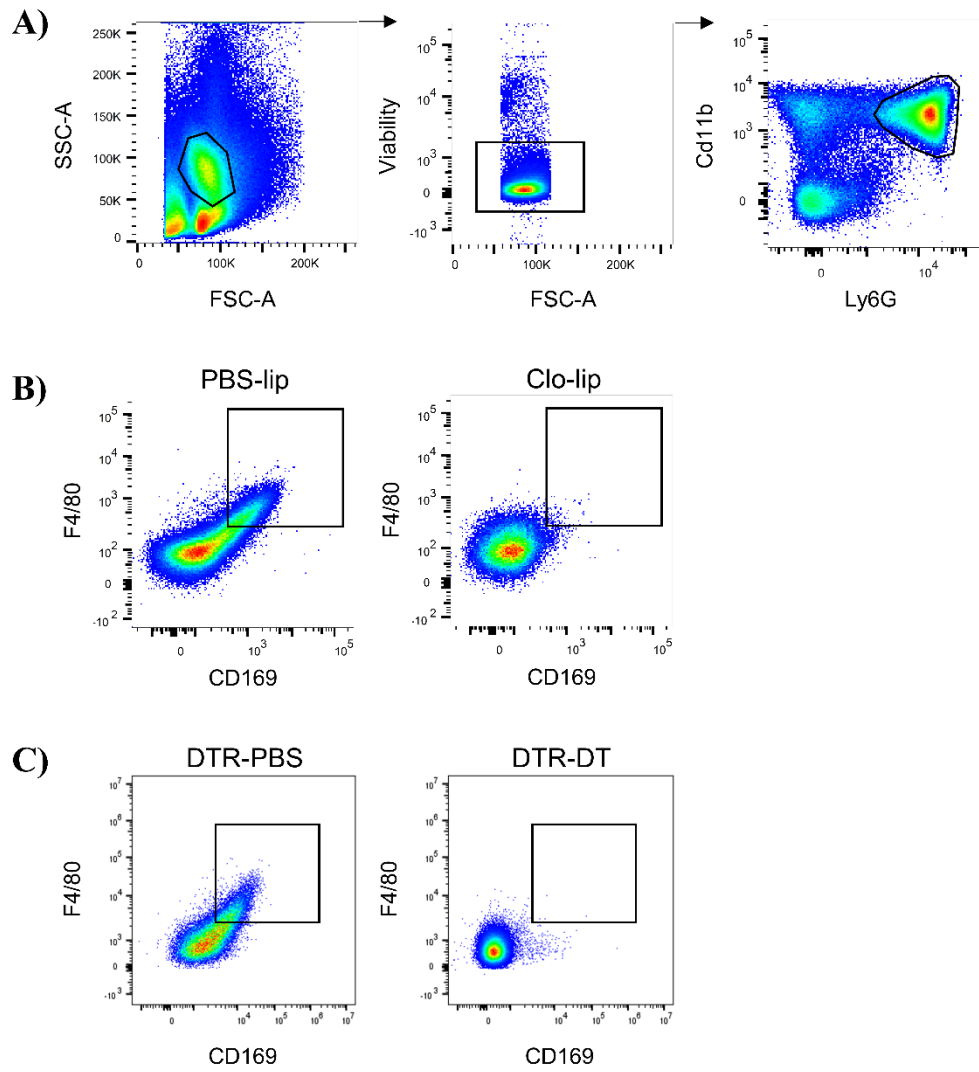 A)
250K
200K
150K
100K
50K
0
SSC-A
0
100K
200K
FSC-A
10^5
10^4
10^3
0
-10^3
Viability
0
100K
200K
FSC-A
10^5
10^4
10^3
0
Cd11b
0
10^4
Ly6G
B)
PBS-lip
10^5
10^4
10^3
10^2
0
-10^2
F4/80
0
10^3
10^5
CD169
Clo-lip
10^5
10^4
10^3
10^2
0
-10^2
F4/80
0
10^3
10^5
CD169
C)
DTR-PBS
10^7
10^6
10^5
10^4
10^3
0
-10^3
F4/80
0
10^4
10^5
10^6
10^7
CD169
DTR-DT
10^7
10^6
10^5
10^4
10^3
0
-10^3
F4/80
0
10^4
10^5
10^6
10^7
CD169